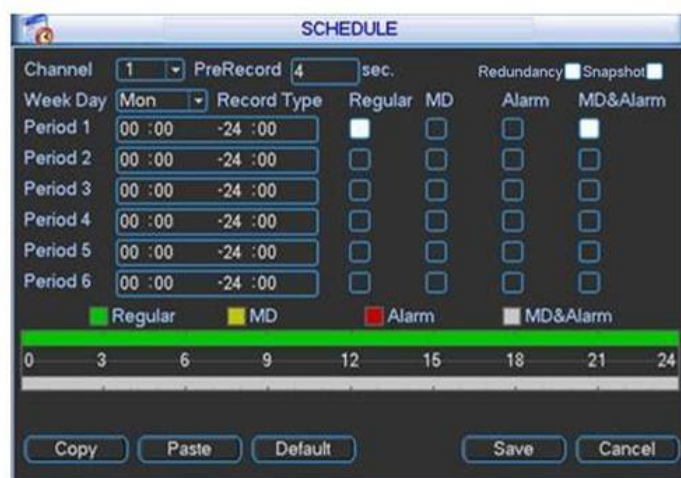 SCHEDULE
Channel 1 PreRecord 4 sec. Redundancy Snapshot
Week Day Mon Record Type Regular MD Alarm MD&Alarm
Period 1 00 :00 -24 :00
Period 2 00 :00 -24 :00
Period 3 00 :00 -24 :00
Period 4 00 :00 -24 :00
Period 5 00 :00 -24 :00
Period 6 00 :00 -24 :00
Regular MD Alarm MD&Alarm
0 3 6 9 12 15 18 21 24
Copy Paste Default Save Cancel